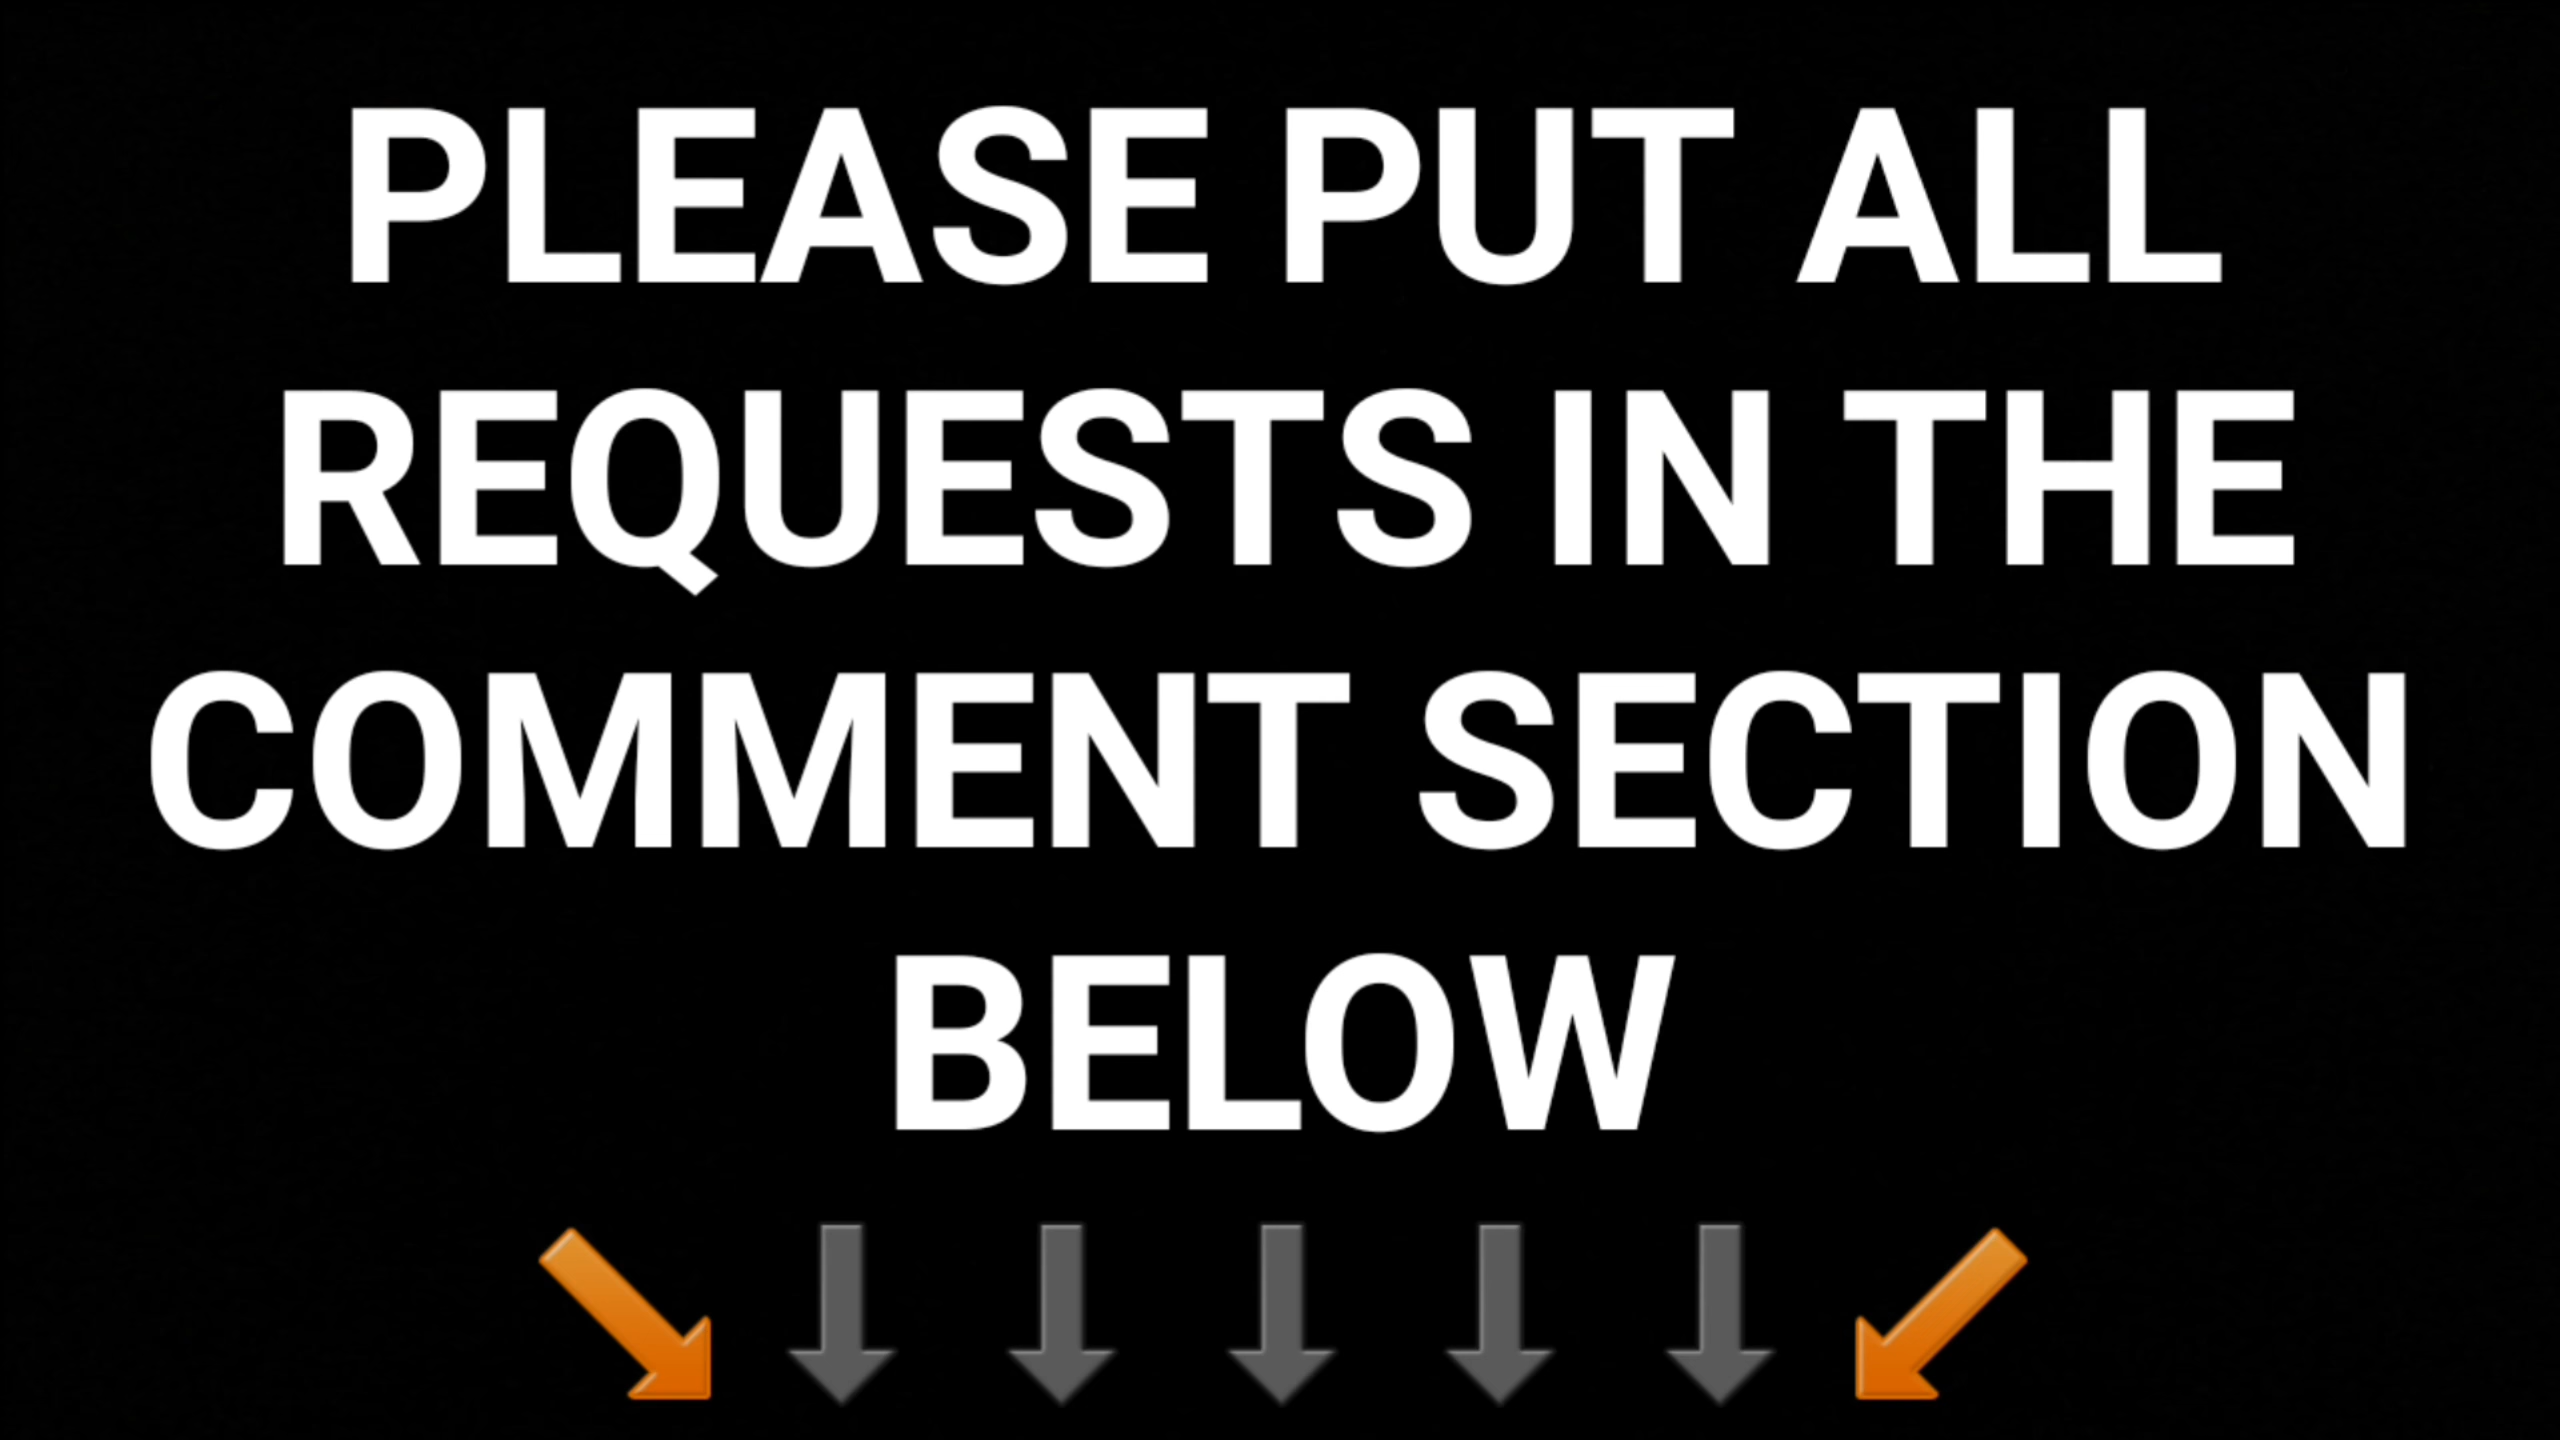 PLEASE PUT ALL
REQUESTS IN THE
COMMENT SECTION
BELOW